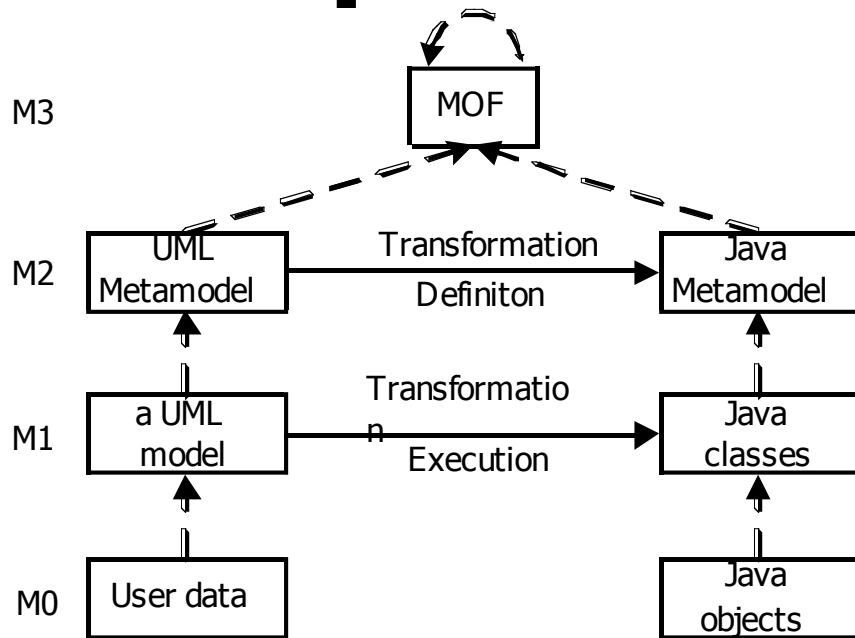 M3
MOF
M2
UML
Metamodel
Transformation
Definiton
Java
Metamodel
M1
a UML
model
Transformatio
n
Execution
Java
classes
M0
User data
Java
objects